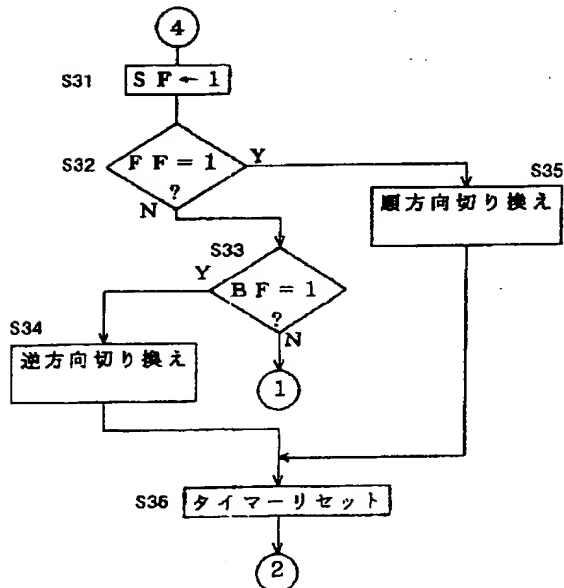 4
S31
SF←1
S32
FF=1
?
Y
N
S35
順方向切り換え
S33
BF=1
?
Y
N
S34
逆方向切り換え
1
S36
タイマーリセット
2